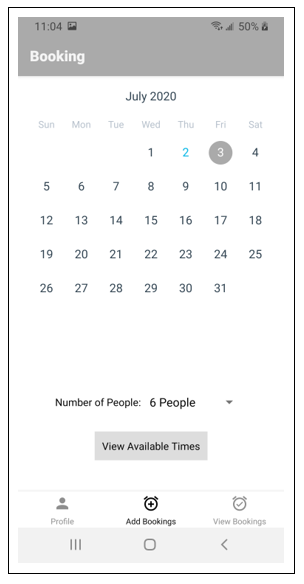 11:04 50%
Booking
July 2020
Sun Mon Tue Wed Thu Fri Sat
1 2 3 4
5 6 7 8 9 10 11
12 13 14 15 16 17 18
19 20 21 22 23 24 25
26 27 28 29 30 31
Number of People: 6 People
View Available Times
Profile Add Bookings View Bookings